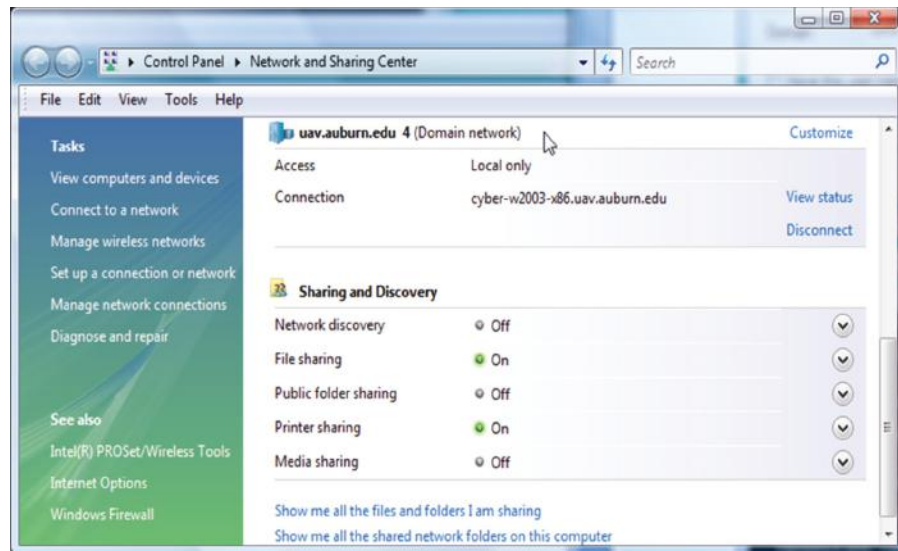 Control Panel ▸ Network and Sharing Center
Search
File Edit View Tools Help
Tasks
View computers and devices
Connect to a network
Manage wireless networks
Set up a connection or network
Manage network connections
Diagnose and repair
See also
Intel(R) PROSet/Wireless Tools
Internet Options
Windows Firewall
uav.auburn.edu 4 (Domain network) Customize
Access Local only
Connection cyber-w2003-x86.uav.auburn.edu View status
Disconnect
Sharing and Discovery
Network discovery Off
File sharing On
Public folder sharing Off
Printer sharing On
Media sharing Off
Show me all the files and folders I am sharing
Show me all the shared network folders on this computer